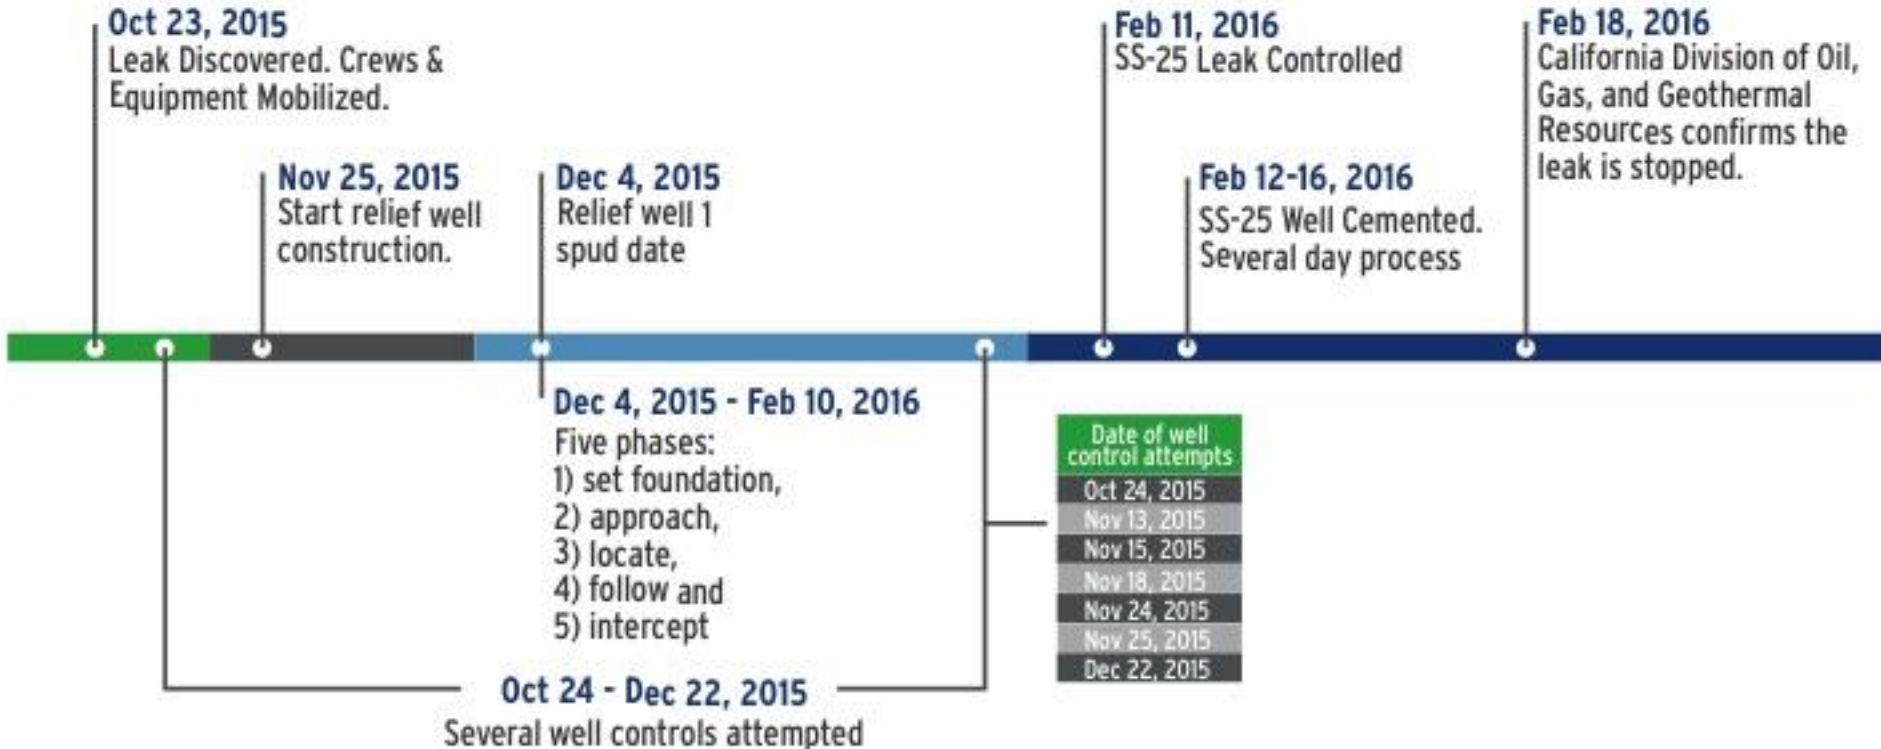 Oct 23, 2015
Leak Discovered. Crews &
Equipment Mobilized.
Nov 25, 2015
Start relief well
construction.
Dec 4, 2015
Relief well 1
spud date
Feb 11, 2016
SS-25 Leak Controlled
Feb 12-16, 2016
SS-25 Well Cemented.
Several day process
Feb 18, 2016
California Division of Oil,
Gas, and Geothermal
Resources confirms the
leak is stopped.
Dec 4, 2015 - Feb 10, 2016
Five phases:
1) set foundation,
2) approach,
3) locate,
4) follow and
5) intercept
Oct 24 - Dec 22, 2015
Several well controls attempted
Date of well
control attempts
Oct 24, 2015
Nov 13, 2015
Nov 15, 2015
Nov 18, 2015
Nov 24, 2015
Nov 25, 2015
Dec 22, 2015